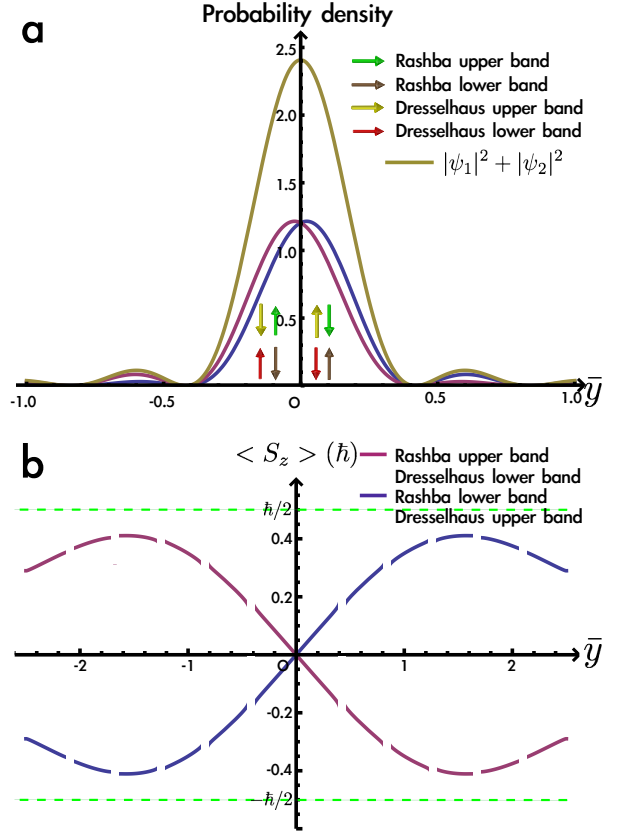 a
Probability density
2.5
2.0
1.5
1.0
0.5
Rashba upper band
Rashba lower band
Dresselhaus upper band
Dresselhaus lower band
|ψ₁|² + |ψ₂|²
-1.0 -0.5 O 0.5 1.0 ȳ
b
< S_z > (ħ)
Rashba upper band
Dresselhaus lower band
Rashba lower band
Dresselhaus upper band
ħ/2
0.4
0.2
-2 -1 O 1 2 ȳ
-0.2
-0.4
-ħ/2